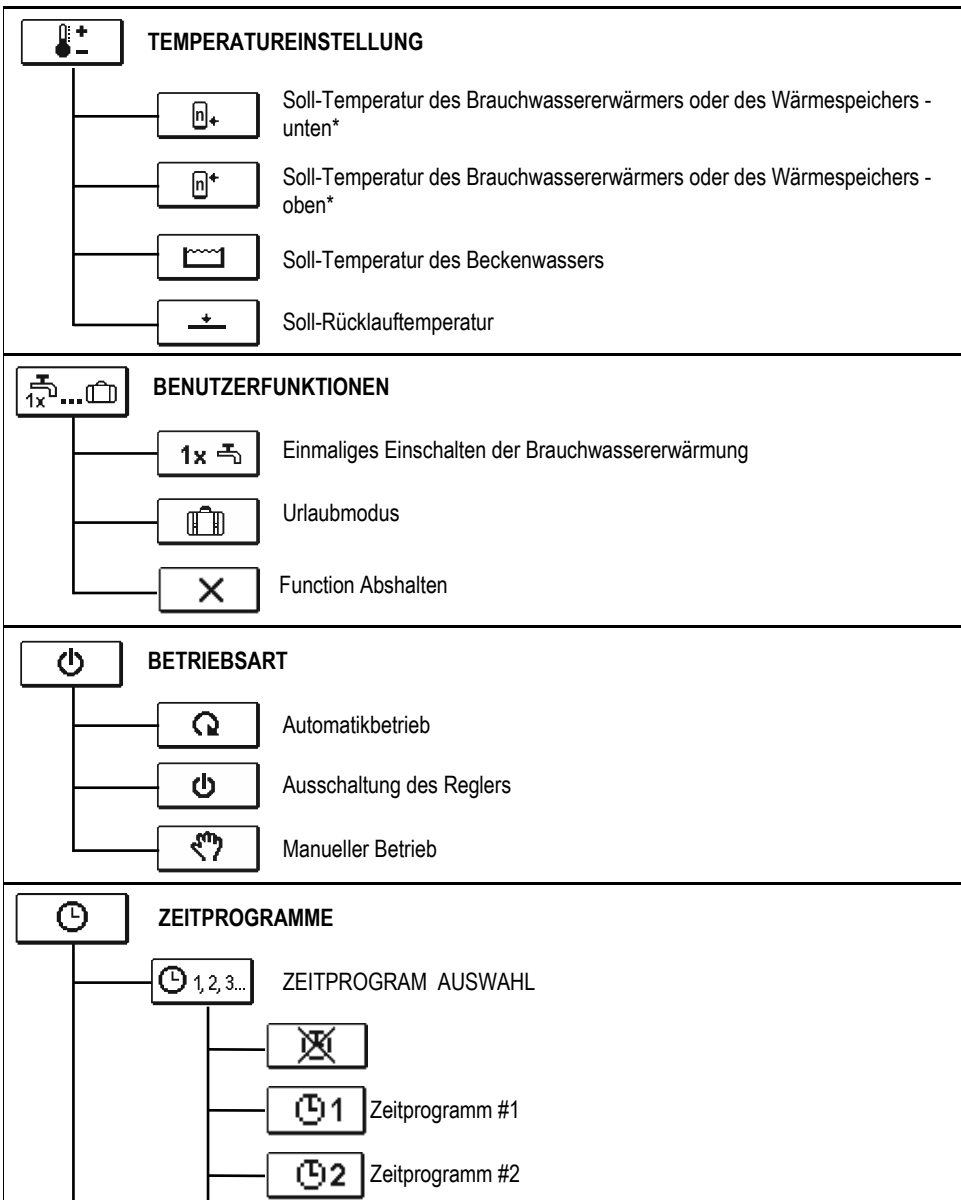 TEMPERATUREINSTELLUNG
n
Soll-Temperatur des Brauchwassererwärmers oder des Wärmespeichers -
unten*
n
Soll-Temperatur des Brauchwassererwärmers oder des Wärmespeichers -
oben*
Soll-Temperatur des Beckenwassers
Soll-Rücklauftemperatur
1x ...
BENUTZERFUNKTIONEN
1x
Einmaliges Einschalten der Brauchwassererwärmung
Urlaubmodus
Function Abshalten
BETRIEBSART
Automatikbetrieb
Ausschaltung des Reglers
Manueller Betrieb
ZEITPROGRAMME
1, 2, 3...
ZEITPROGRAM AUSWAHL
1 Zeitprogramm #1
2 Zeitprogramm #2